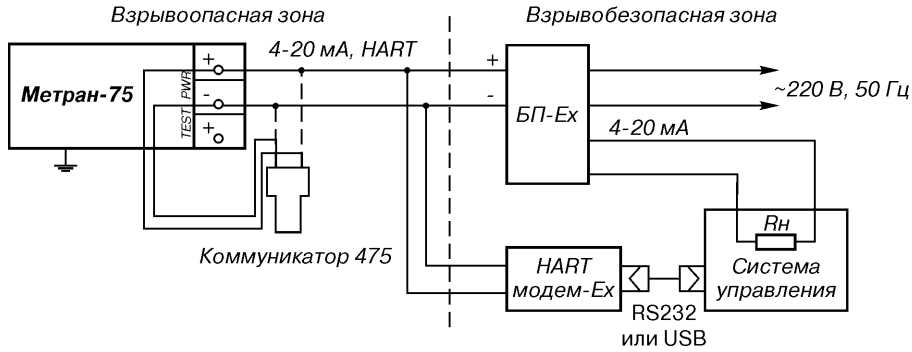 Взрывоопасная зона
Взрывобезопасная зона
4-20 мА, HART
Метран-75
TEST PWR
+
-
+
+
-
БП-Ex
~220 В, 50 Гц
4-20 мА
Rн
Коммуникатор 475
HART
модем-Ex
Система
управления
RS232
или USB